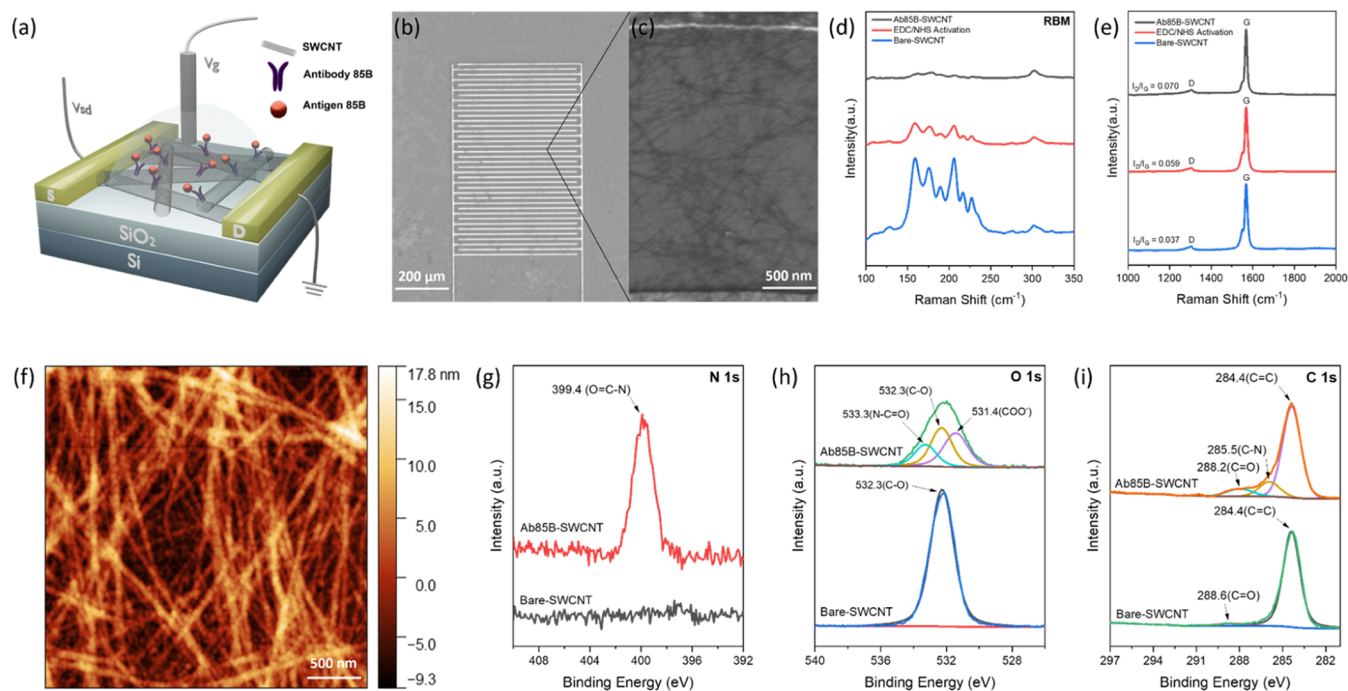 (a)
Vg
Vsd
SWCNT
Antibody 85B
Antigen 85B
S
D
SiO2
Si
(b)
200 μm
(c)
500 nm
(d)
Ab85B-SWCNT
EDC/NHS Activation
Bare-SWCNT
RBM
Intensity(a.u.)
100 150 200 250 300 350
Raman Shift (cm-1)
(e)
Ab85B-SWCNT
EDC/NHS Activation
Bare-SWCNT
G
ID/IG = 0.070
D
G
ID/IG = 0.059
D
G
ID/IG = 0.037
D
Intensity(a.u.)
1000 1200 1400 1600 1800 2000
Raman Shift (cm-1)
(f)
500 nm
17.8 nm
15.0
10.0
5.0
0.0
−5.0
−9.3
(g)
N 1s
399.4 (O=C-N)
Ab85B-SWCNT
Bare-SWCNT
Intensity (a.u.)
408 404 400 396 392
Binding Energy (eV)
(h)
O 1s
532.3(C-O)
533.3(N-C=O)
531.4(COO-)
Ab85B-SWCNT
532.3(C-O)
Bare-SWCNT
Intensity (a.u.)
540 536 532 528
Binding Energy (eV)
(i)
C 1s
284.4(C=C)
285.5(C-N)
288.2(C=O)
Ab85B-SWCNT
284.4(C=C)
288.6(C=O)
Bare-SWCNT
Intensity (a.u.)
297 294 291 288 285 282
Binding Energy (eV)